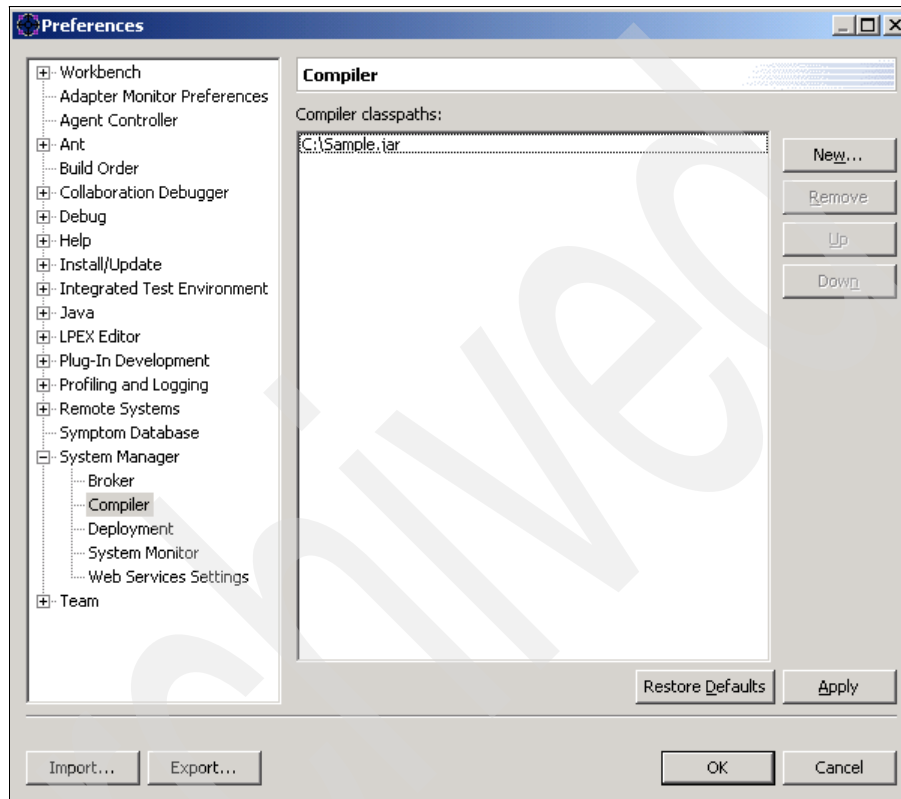 Preferences
Workbench
Adapter Monitor Preferences
Agent Controller
Ant
Build Order
Collaboration Debugger
Debug
Help
Install/Update
Integrated Test Environment
Java
LPEX Editor
Plug-In Development
Profiling and Logging
Remote Systems
Symptom Database
System Manager
Broker
Compiler
Deployment
System Monitor
Web Services Settings
Team
Compiler
Compiler classpaths:
C:\Sample.jar
New...
Remove
Up
Down
Restore Defaults
Apply
Import...
Export...
OK
Cancel